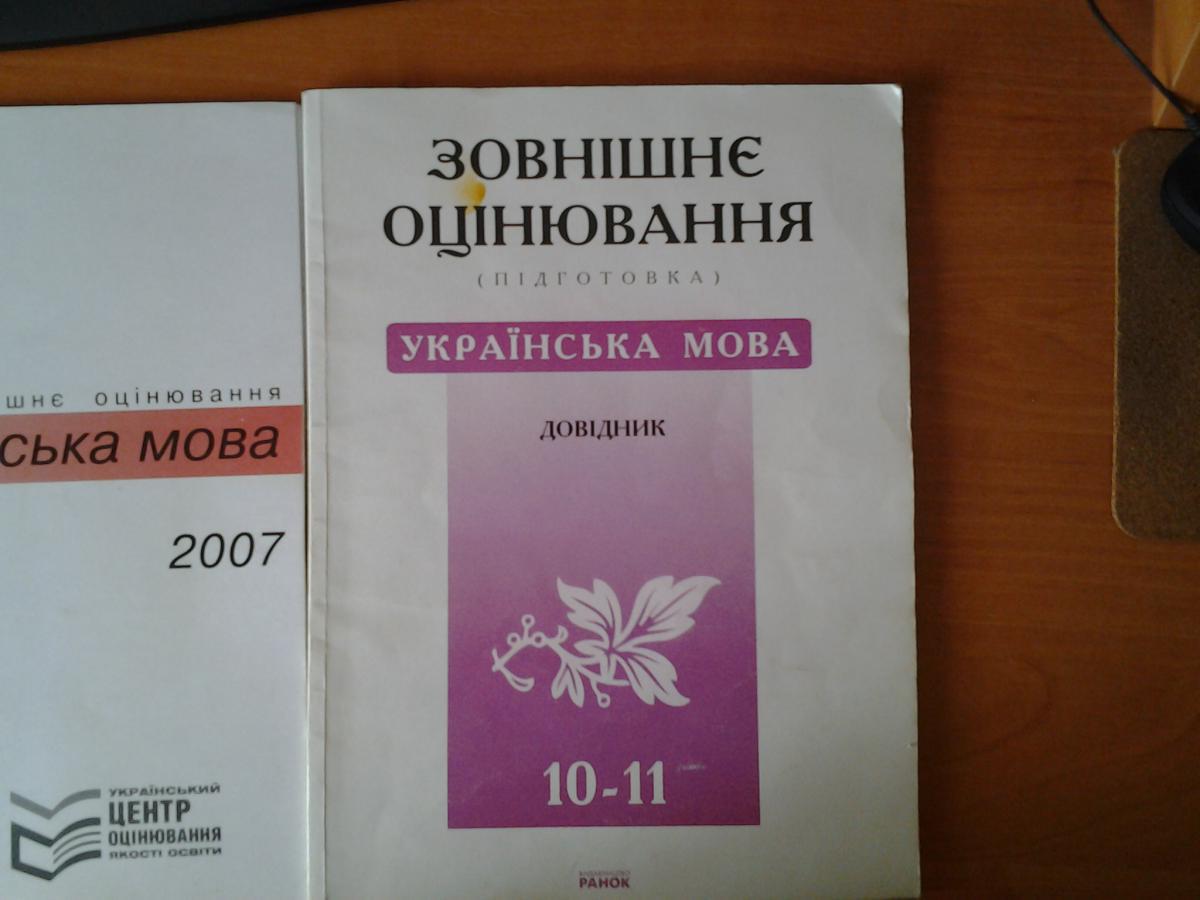 шнє оцінювання
ська мова
2007
УКРАЇНСЬКИЙ
ЦЕНТР
ОЦІНЮВАННЯ
ЯКОСТІ ОСВІТИ
ЗОВНІШНЄ
ОЦІНЮВАННЯ
(ПІДГОТОВКА)
УКРАЇНСЬКА МОВА
ДОВІДНИК
10-11
ВИДАВНИЦТВО
РАНОК